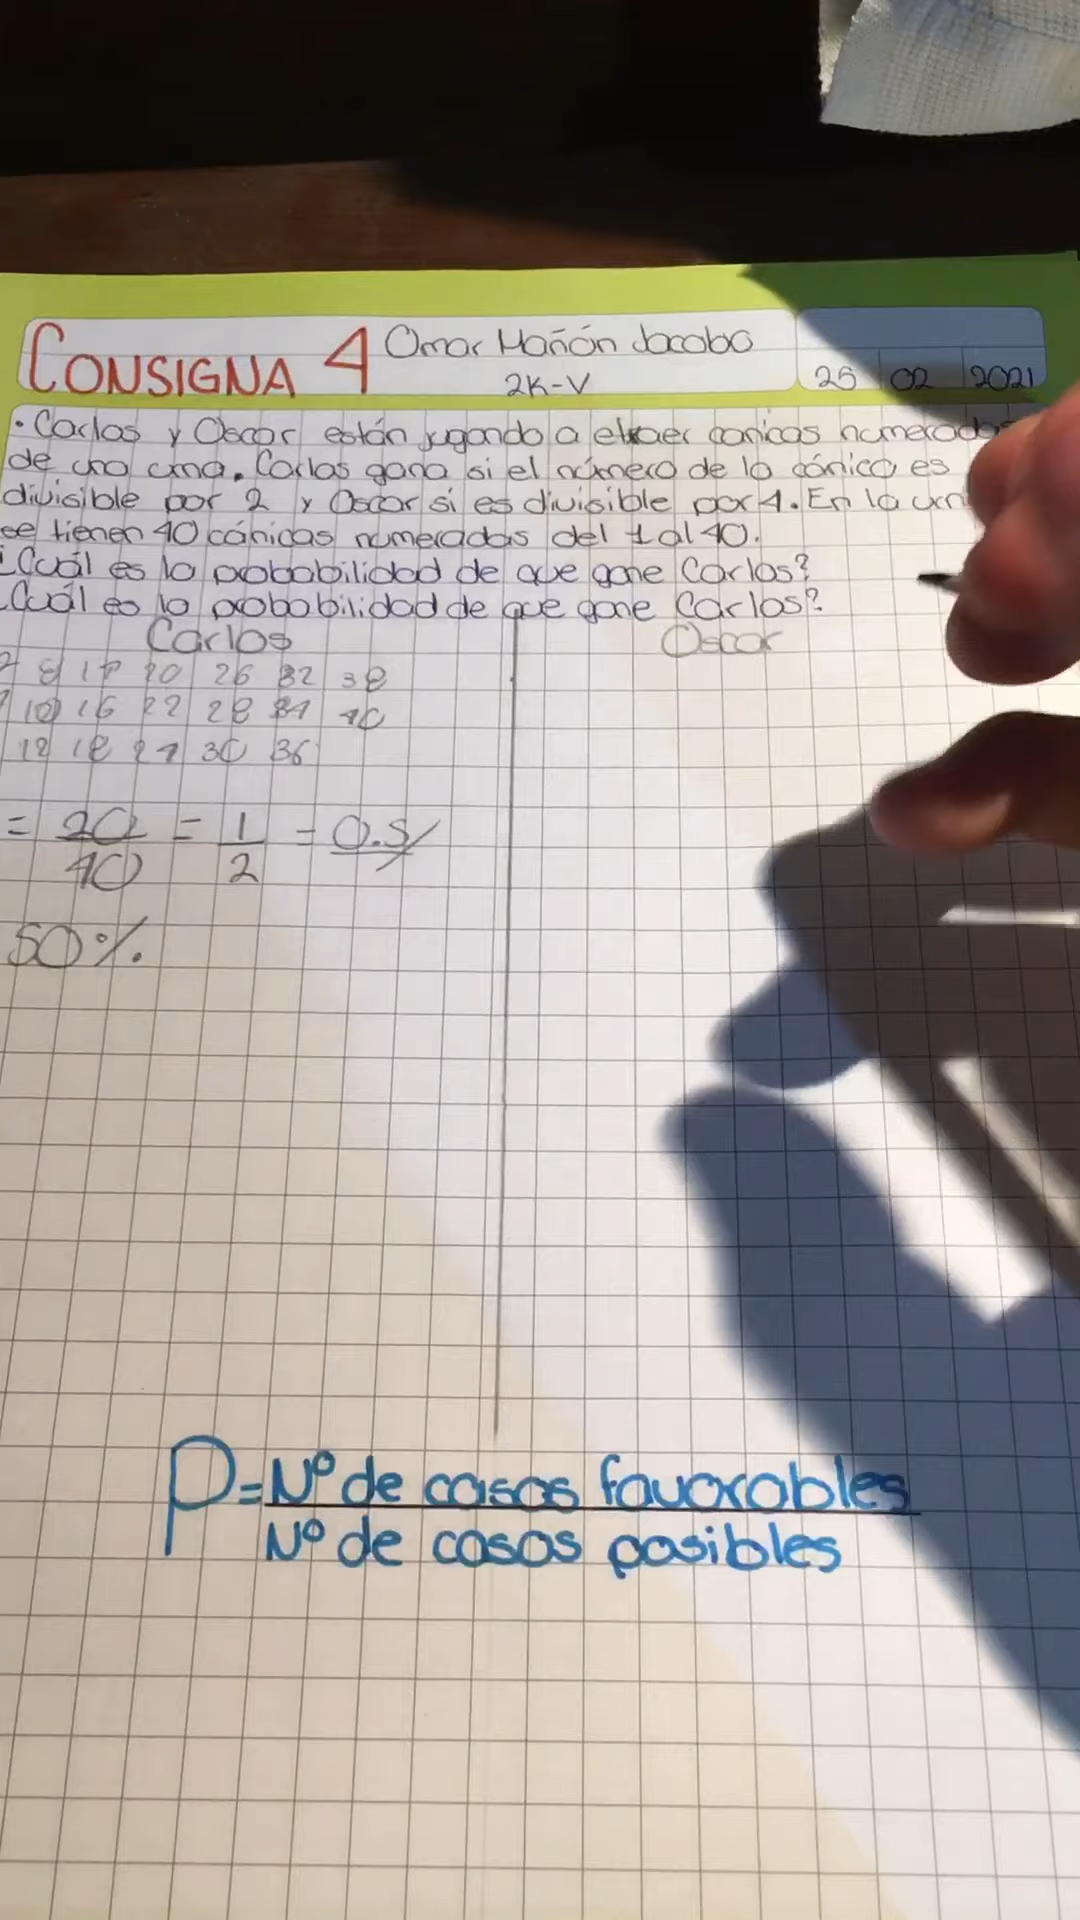 CONSIGNA 4 Omar Mañón Jacobo
2K-V 25 02 2021
· Carlos y Oscar están jugando a extraer canicas numeradas
de una urna. Carlos gana si el número de la cánica es
divisible por 2 y Oscar si es divisible por 4. En la urn
se tienen 40 cánicas numeradas del 1 al 40.
¿Cuál es la probabilidad de que gane Carlos?
¿Cuál es la probabilidad de que gane Carlos?
Carlos Oscar
2 8 14 20 26 32 38
10 16 22 28 34 40
12 18 24 30 36
= 20/40 = 1/2 = 0.5
50%
P = Nº de casos favorables
Nº de casos posibles